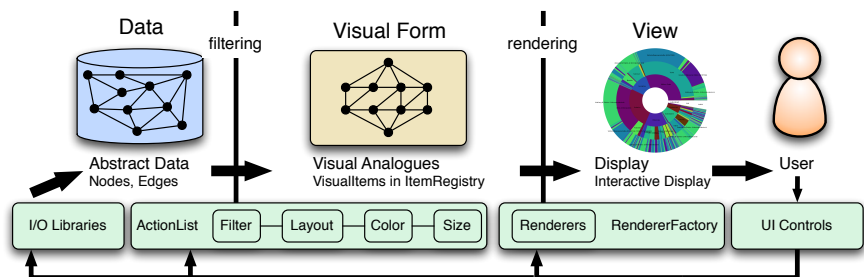 Data
filtering
Visual Form
rendering
View
Abstract Data
Nodes, Edges
Visual Analogues
VisualItems in ItemRegistry
Display
Interactive Display
User
I/O Libraries
ActionList
Filter
Layout
Color
Size
Renderers
RendererFactory
UI Controls